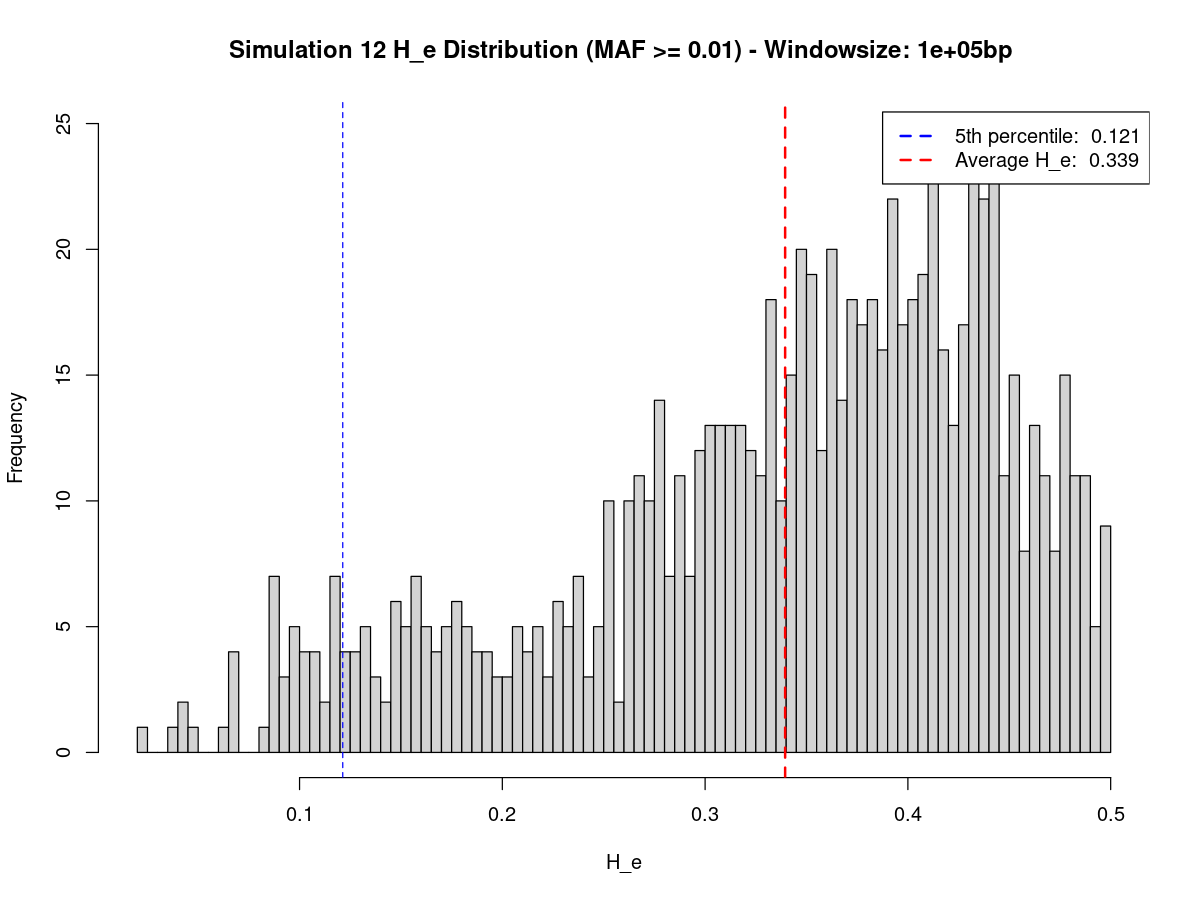 Simulation 12 H_e Distribution (MAF >= 0.01) - Windowsize: 1e+05bp
5th percentile: 0.121
Average H_e: 0.339
Frequency
25
20
15
10
5
0
0.1 0.2 0.3 0.4 0.5
H_e